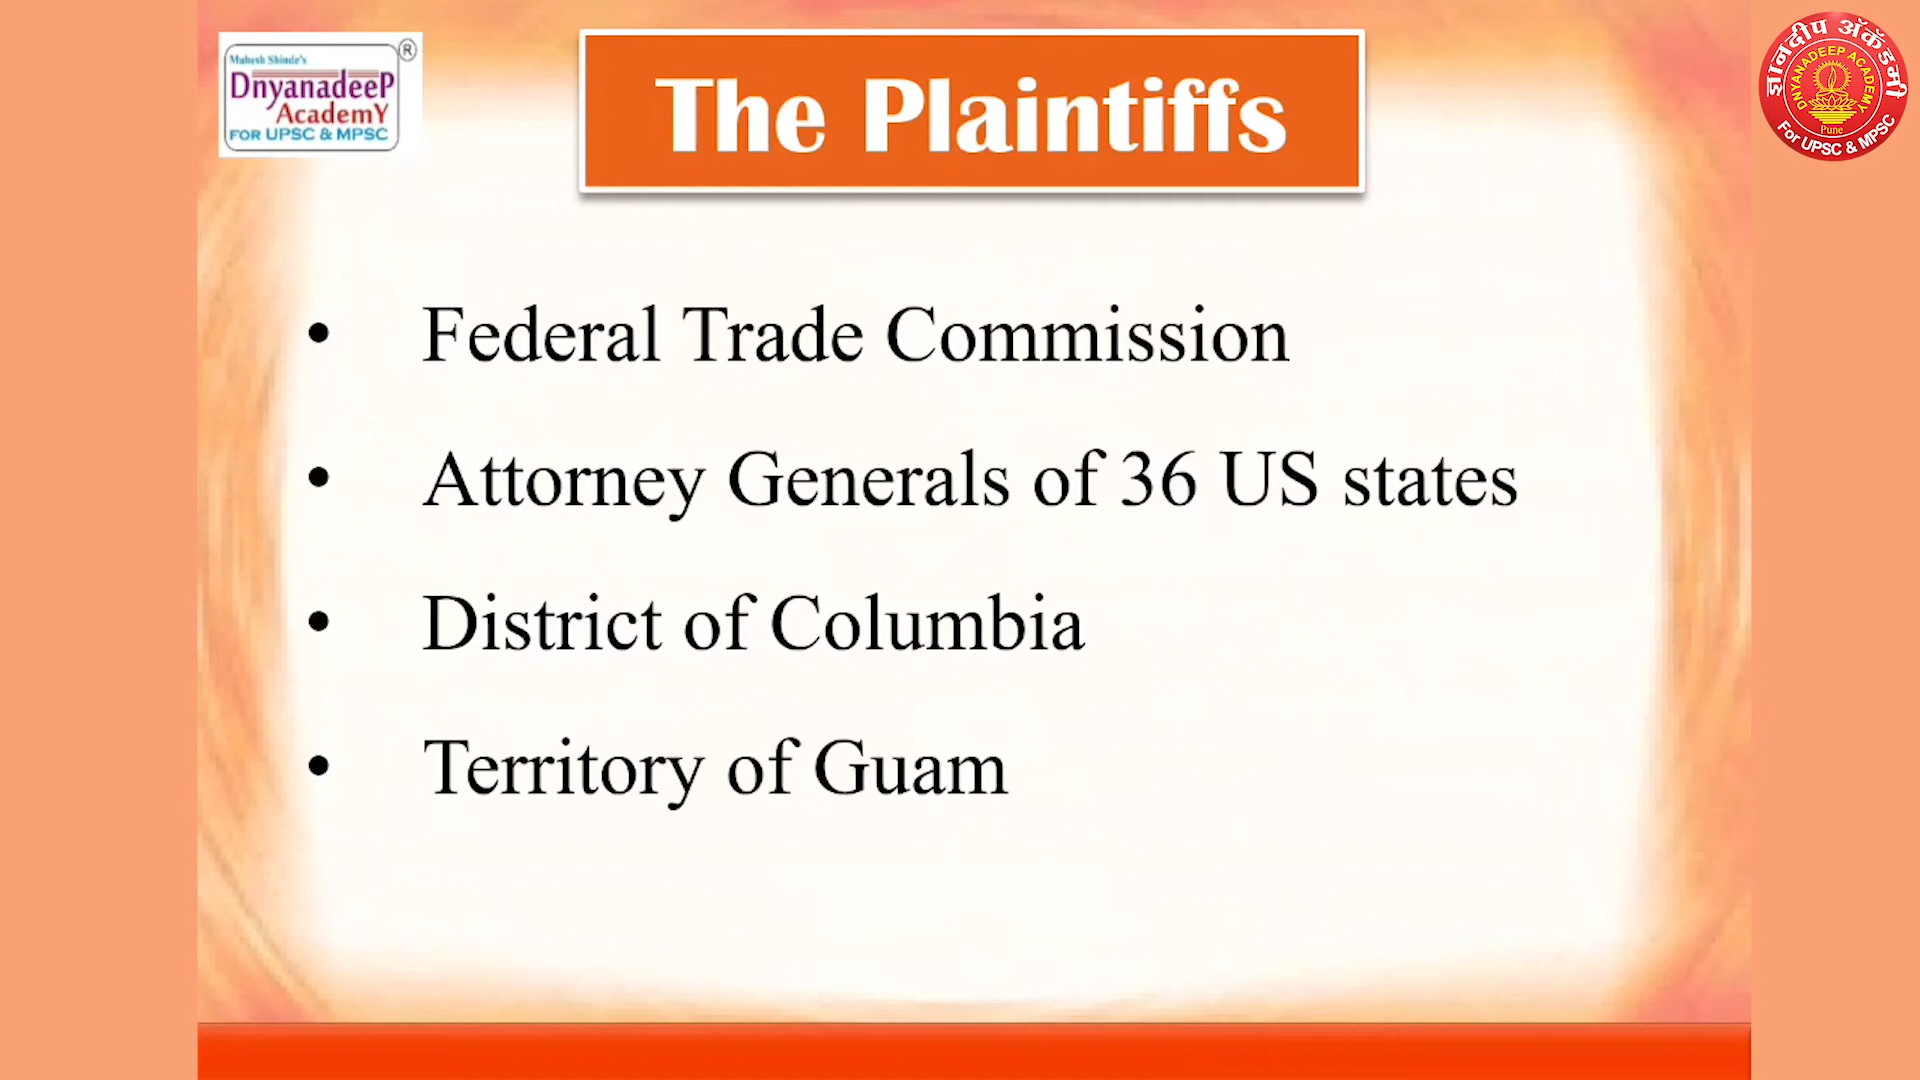 Mahesh Shinde's
DnyanadeeP
AcademY
FOR UPSC & MPSC
®
The Plaintiffs
ज्ञानदीप अ‍ॅकॅडमी
DNYANADEEP ACADEMY
Pune
For UPSC & MPSC
• Federal Trade Commission
• Attorney Generals of 36 US states
• District of Columbia
• Territory of Guam